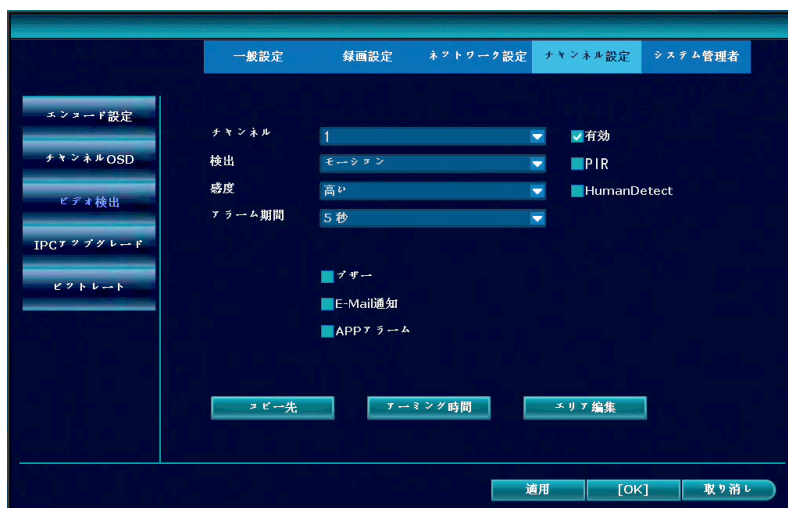 一般設定 録画設定 ネットワーク設定 チャンネル設定 システム管理者
エンコード設定
チャンネルOSD
ビデオ検出
IPCアップグレード
ビットレート
チャンネル 1 有効
検出 モーション PIR
感度 高い HumanDetect
アラーム期間 5 秒
ブザー
E-Mail通知
APPアラーム
コピー先 アーミング時間 エリア編集
適用 [OK] 取り消し